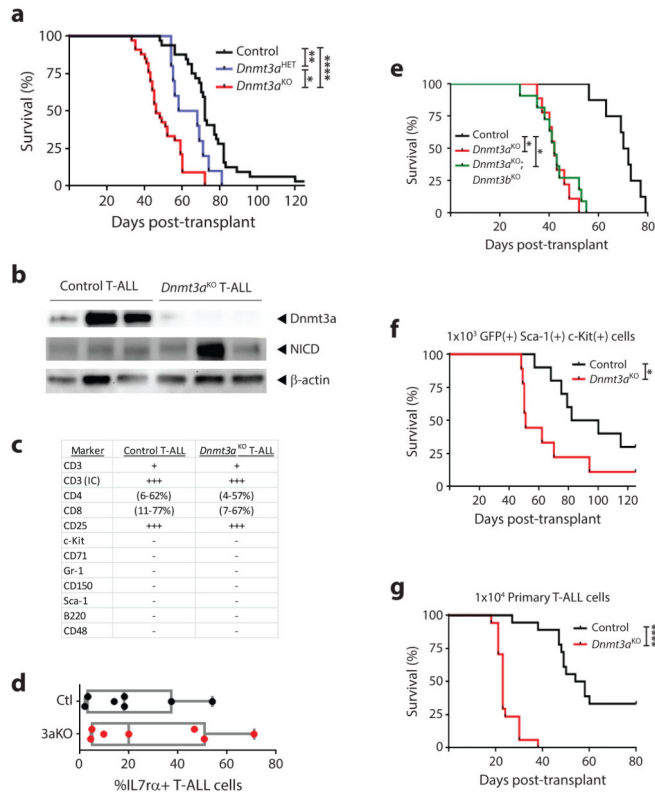 a
Survival (%)
100
75
50
25
0
0 20 40 60 80 100 120
Days post-transplant
Control
Dnmt3aHET
Dnmt3aKO
**
*
****
b
Control T-ALL Dnmt3aKO T-ALL
Dnmt3a
NICD
β-actin
c
Marker Control T-ALL Dnmt3aKO T-ALL
CD3 + +
CD3 (IC) +++ +++
CD4 (6-62%) (4-57%)
CD8 (11-77%) (7-67%)
CD25 +++ +++
c-Kit - -
CD71 - -
Gr-1 - -
CD150 - -
Sca-1 - -
B220 - -
CD48 - -
d
Ctl
3aKO
0 20 40 60 80
%IL7rα+ T-ALL cells
e
Survival (%)
100
75
50
25
0
0 20 40 60 80
Days post-transplant
Control
Dnmt3aKO
Dnmt3aKO;
Dnmt3bKO
*
*
f
1x10³ GFP(+) Sca-1(+) c-Kit(+) cells
Survival (%)
100
75
50
25
0
20 40 60 80 100 120
Days post-transplant
Control
Dnmt3aKO
*
g
1x10⁴ Primary T-ALL cells
Survival (%)
100
75
50
25
0
0 20 40 60 80
Days post-transplant
Control
Dnmt3aKO
****